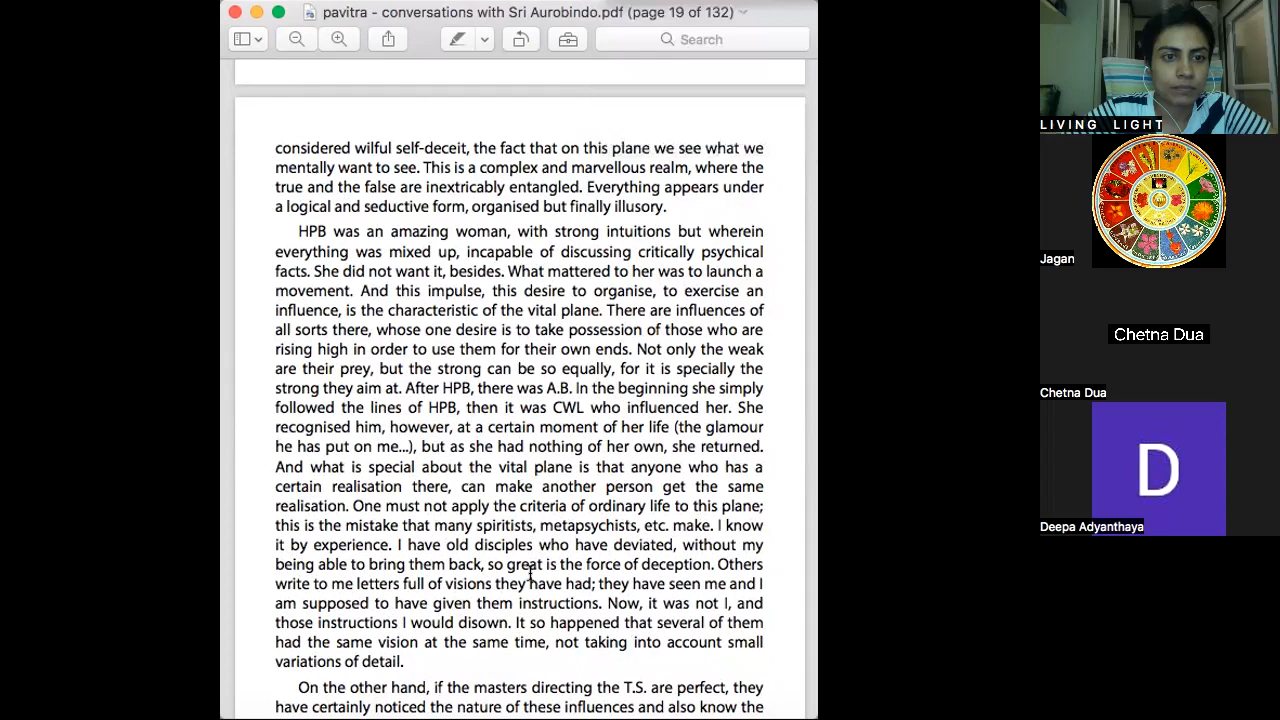 pavitra - conversations with Sri Aurobindo.pdf (page 19 of 132)
Search
considered wilful self-deceit, the fact that on this plane we see what we
mentally want to see. This is a complex and marvellous realm, where the
true and the false are inextricably entangled. Everything appears under
a logical and seductive form, organised but finally illusory.
HPB was an amazing woman, with strong intuitions but wherein
everything was mixed up, incapable of discussing critically psychical
facts. She did not want it, besides. What mattered to her was to launch a
movement. And this impulse, this desire to organise, to exercise an
influence, is the characteristic of the vital plane. There are influences of
all sorts there, whose one desire is to take possession of those who are
rising high in order to use them for their own ends. Not only the weak
are their prey, but the strong can be so equally, for it is specially the
strong they aim at. After HPB, there was A.B. In the beginning she simply
followed the lines of HPB, then it was CWL who influenced her. She
recognised him, however, at a certain moment of her life (the glamour
he has put on me...), but as she had nothing of her own, she returned.
And what is special about the vital plane is that anyone who has a
certain realisation there, can make another person get the same
realisation. One must not apply the criteria of ordinary life to this plane;
this is the mistake that many spiritists, metapsychists, etc. make. I know
it by experience. I have old disciples who have deviated, without my
being able to bring them back, so great is the force of deception. Others
write to me letters full of visions they have had; they have seen me and I
am supposed to have given them instructions. Now, it was not I, and
those instructions I would disown. It so happened that several of them
had the same vision at the same time, not taking into account small
variations of detail.
On the other hand, if the masters directing the T.S. are perfect, they
have certainly noticed the nature of these influences and also know the
LIVING LIGHT
Jagan
Chetna Dua
Chetna Dua
D
Deepa Adyanthaya